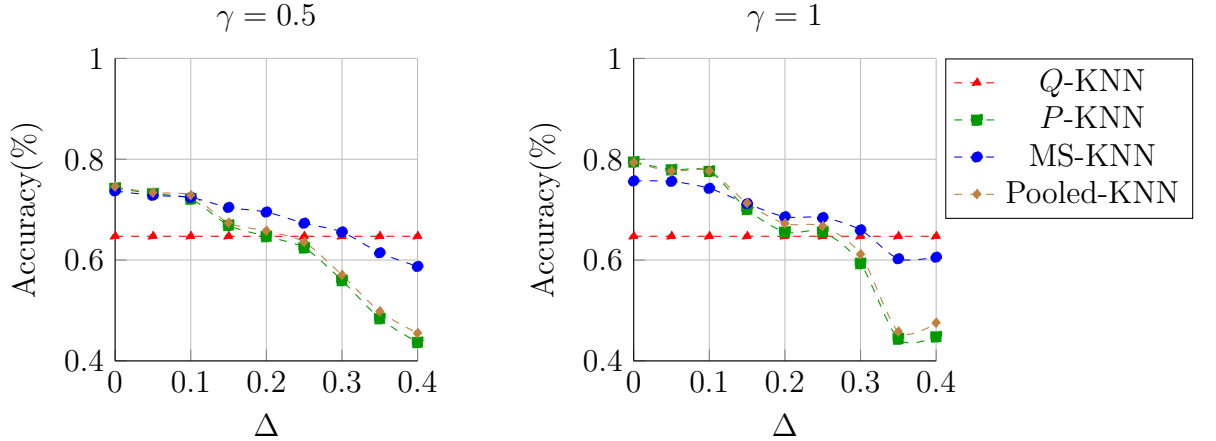 γ = 0.5
1
0.8
0.6
0.4
Accuracy(%)
0 0.1 0.2 0.3 0.4
Δ
γ = 1
1
0.8
0.6
0.4
Accuracy(%)
0 0.1 0.2 0.3 0.4
Δ
Q-KNN
P-KNN
MS-KNN
Pooled-KNN